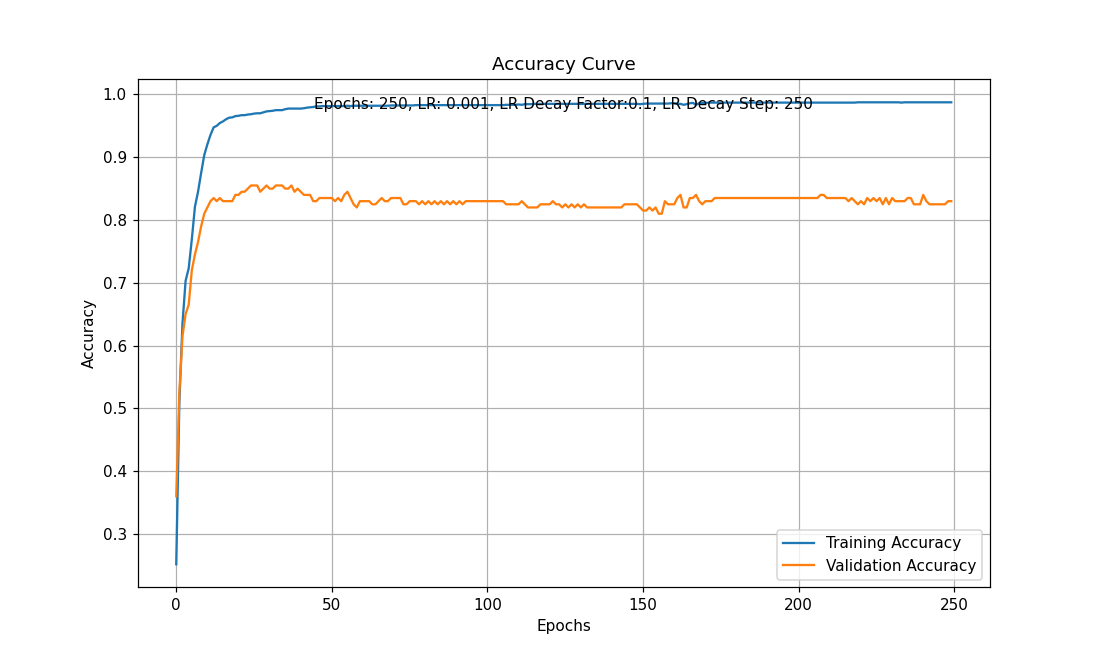 Accuracy Curve
Epochs: 250, LR: 0.001, LR Decay Factor:0.1, LR Decay Step: 250
Accuracy
1.0
0.9
0.8
0.7
0.6
0.5
0.4
0.3
0 50 100 150 200 250
Epochs
Training Accuracy
Validation Accuracy